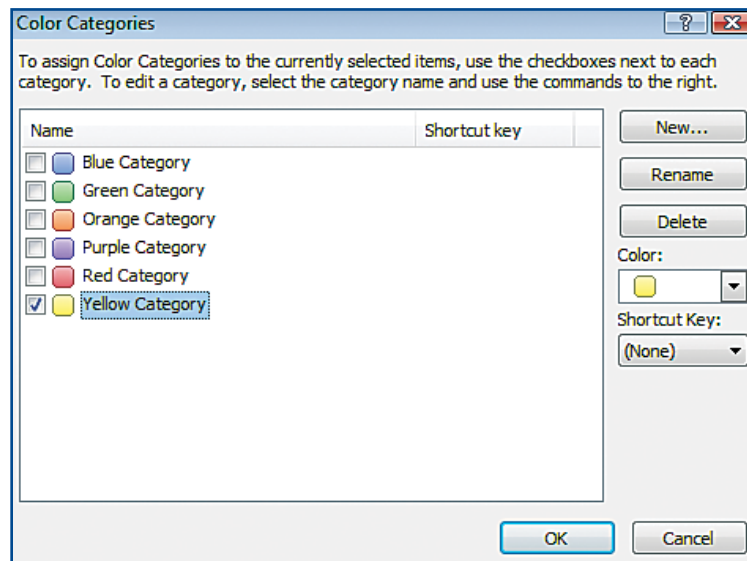 Color Categories
To assign Color Categories to the currently selected items, use the checkboxes next to each
category. To edit a category, select the category name and use the commands to the right.
Name Shortcut key
Blue Category
Green Category
Orange Category
Purple Category
Red Category
Yellow Category
New...
Rename
Delete
Color:
Shortcut Key:
(None)
OK Cancel